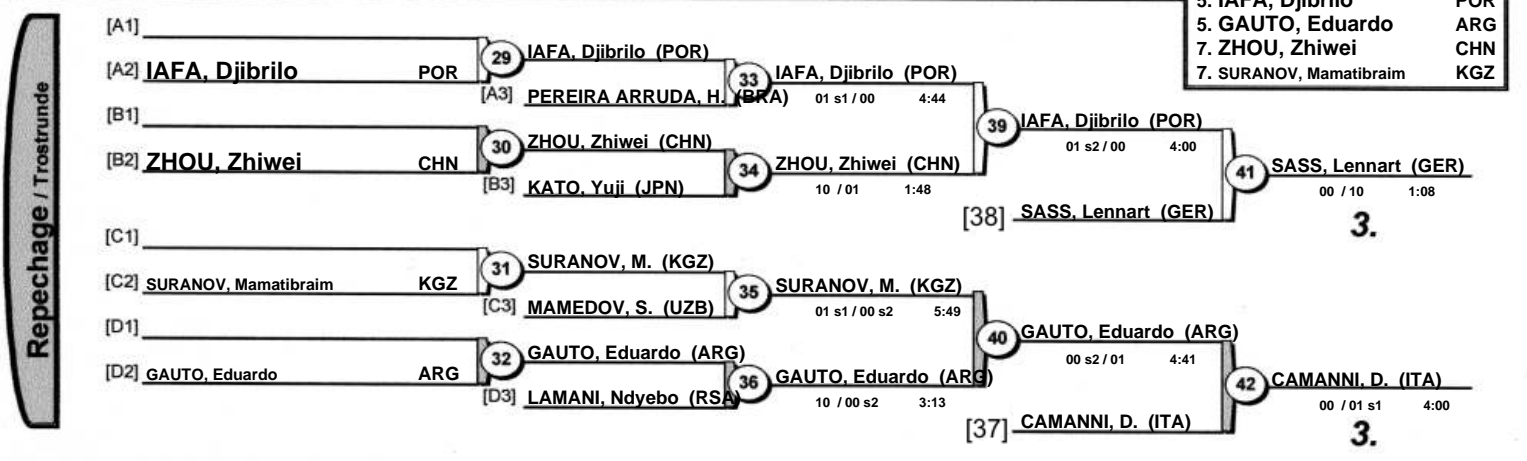 5. IAFA, Djibrilo POR
5. GAUTO, Eduardo ARG
7. ZHOU, Zhiwei CHN
7. SURANOV, Mamatibraim KGZ
Repechage / Trostrunde
[A1]
[A2] IAFA, Djibrilo POR
29 IAFA, Djibrilo (POR)
[A3] PEREIRA ARRUDA, H. (BRA)
33 IAFA, Djibrilo (POR)
01 s1 / 00 4:44
[B1]
[B2] ZHOU, Zhiwei CHN
30 ZHOU, Zhiwei (CHN)
[B3] KATO, Yuji (JPN)
34 ZHOU, Zhiwei (CHN)
10 / 01 1:48
39 IAFA, Djibrilo (POR)
01 s2 / 00 4:00
[38] SASS, Lennart (GER)
41 SASS, Lennart (GER)
00 / 10 1:08
3.
[C1]
[C2] SURANOV, Mamatibraim KGZ
31 SURANOV, M. (KGZ)
[C3] MAMEDOV, S. (UZB)
35 SURANOV, M. (KGZ)
01 s1 / 00 s2 5:49
[D1]
[D2] GAUTO, Eduardo ARG
32 GAUTO, Eduardo (ARG)
[D3] LAMANI, Ndyebo (RSA)
36 GAUTO, Eduardo (ARG)
10 / 00 s2 3:13
40 GAUTO, Eduardo (ARG)
00 s2 / 01 4:41
[37] CAMANNI, D. (ITA)
42 CAMANNI, D. (ITA)
00 / 01 s1 4:00
3.